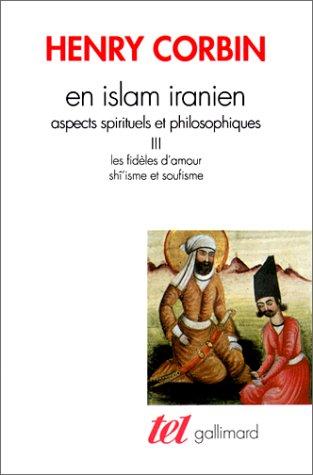 HENRY CORBIN
en islam iranien
aspects spirituels et philosophiques
III
les fidèles d'amour
shî'isme et soufisme
tel gallimard